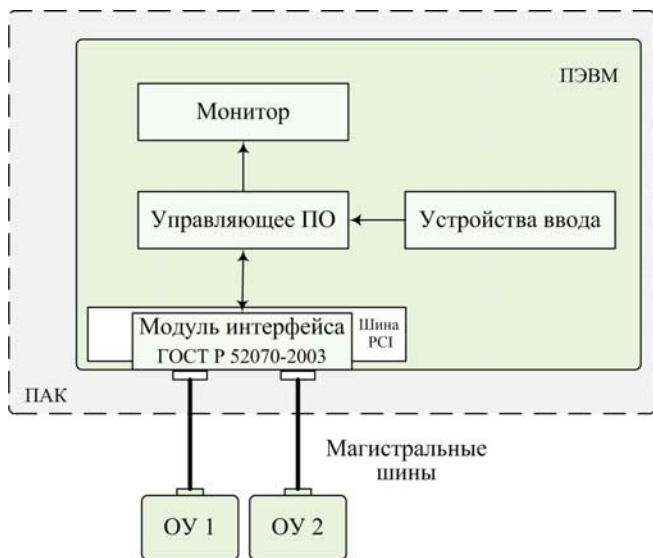 ПЭВМ
Монитор
Управляющее ПО
Устройства ввода
Модуль интерфейса
ГОСТ Р 52070-2003
Шина
PCI
ПАК
Магистральные
шины
ОУ 1
ОУ 2